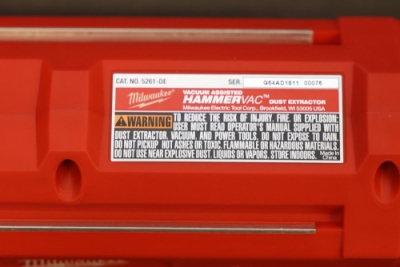 CAT. NO. 5261-DE SER. G64AD1811 00076
Milwaukee VACUUM ASSISTED
HAMMERVAC™ DUST EXTRACTOR
Milwaukee Electric Tool Corp., Brookfield, WI 53005 USA
WARNING TO REDUCE THE RISK OF INJURY, FIRE, OR EXPLOSION:
USER MUST READ OPERATOR'S MANUAL SUPPLIED WITH
DUST EXTRACTOR, VACUUM, AND POWER TOOLS. DO NOT EXPOSE TO RAIN.
DO NOT PICKUP HOT ASHES OR TOXIC, FLAMMABLE OR HAZARDOUS MATERIALS.
DO NOT USE NEAR EXPLOSIVE DUST, LIQUIDS OR VAPORS. STORE INDOORS. Made in China
Milwaukee